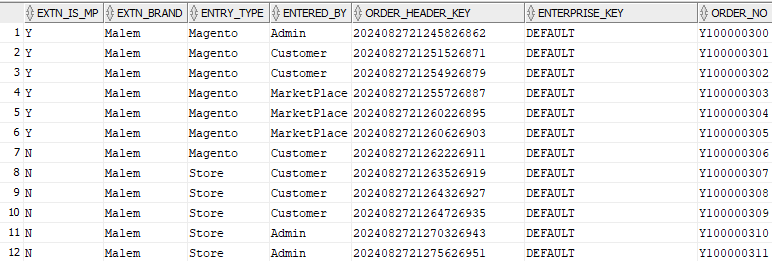 EXTN_IS_MP EXTN_BRAND ENTRY_TYPE ENTERED_BY ORDER_HEADER_KEY ENTERPRISE_KEY ORDER_NO
1 Y Malem Magento Admin 2024082721245826862 DEFAULT Y100000300
2 Y Malem Magento Customer 2024082721251526871 DEFAULT Y100000301
3 Y Malem Magento Customer 2024082721254926879 DEFAULT Y100000302
4 Y Malem Magento MarketPlace 2024082721255726887 DEFAULT Y100000303
5 Y Malem Magento MarketPlace 2024082721260226895 DEFAULT Y100000304
6 Y Malem Magento MarketPlace 2024082721260626903 DEFAULT Y100000305
7 N Malem Magento Customer 2024082721262226911 DEFAULT Y100000306
8 N Malem Store Customer 2024082721263526919 DEFAULT Y100000307
9 N Malem Store Customer 2024082721264326927 DEFAULT Y100000308
10 N Malem Store Customer 2024082721264726935 DEFAULT Y100000309
11 N Malem Store Admin 2024082721270326943 DEFAULT Y100000310
12 N Malem Store Admin 2024082721275626951 DEFAULT Y100000311